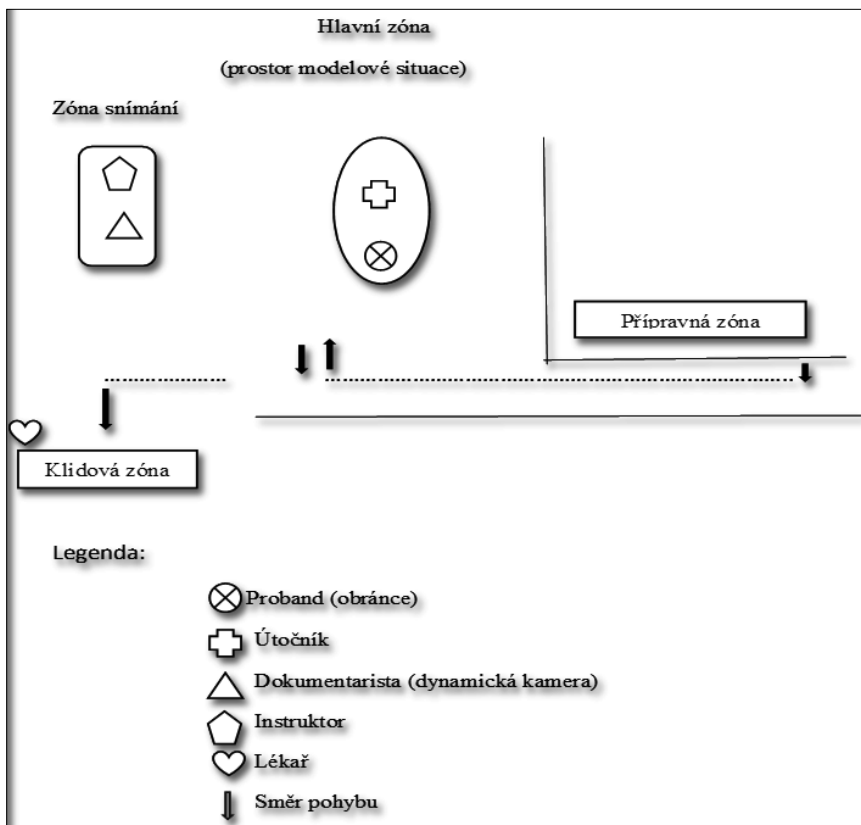 Hlavní zóna
(prostor modelové situace)
Zóna snímání
Přípravná zóna
Klidová zóna
Legenda:
Proband (obránce)
Útočník
Dokumentarista (dynamická kamera)
Instruktor
Lékař
Směr pohybu